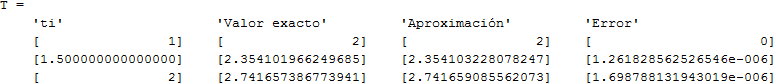 T =
'ti' 'Valor exacto' 'Aproximación' 'Error'
[ 1] [ 2] [ 2] [ 0]
[1.500000000000000] [2.354101966249685] [2.354103228078247] [1.261828562526546e-006]
[ 2] [2.741657386773941] [2.741659085562073] [1.698788131943019e-006]